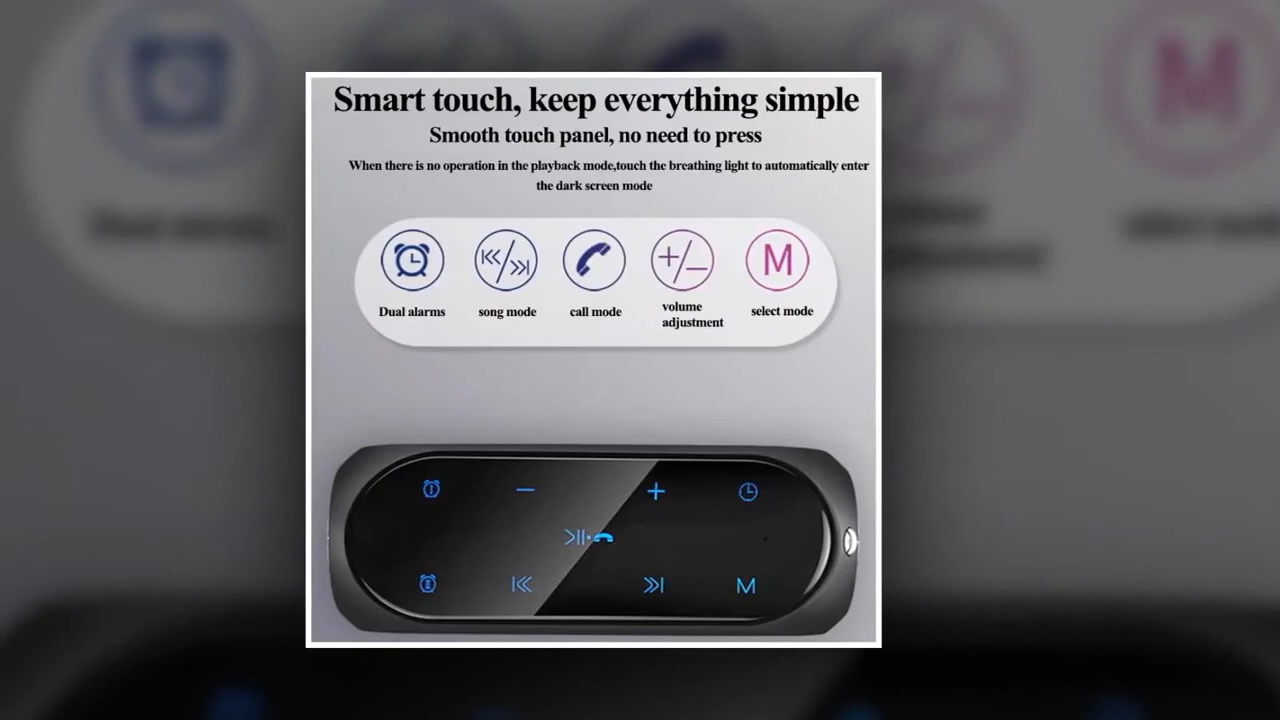 Smart touch, keep everything simple
Smooth touch panel, no need to press
When there is no operation in the playback mode,touch the breathing light to automatically enter
the dark screen mode
M
Dual alarms song mode call mode volume adjustment select mode
M